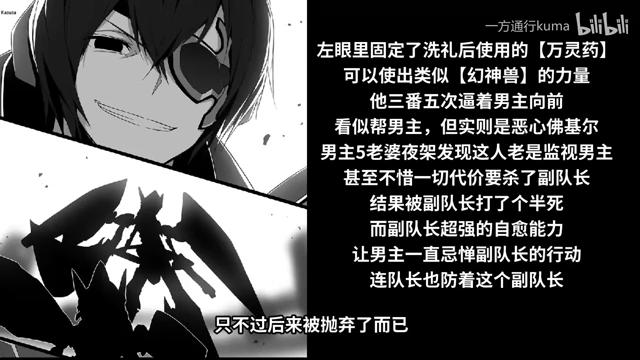 Kaouta
一方通行kuma bilibili
左眼里固定了洗礼后使用的【万灵药】
可以使出类似【幻神兽】的力量
他三番五次逼着男主向前
看似帮男主，但实则是恶心佛基尔
男主5老婆夜架发现这人老是监视男主
甚至不惜一切代价要杀了副队长
结果被副队长打了个半死
而副队长超强的自愈能力
让男主一直忌惮副队长的行动
连队长也防着这个副队长
只不过后来被抛弃了而已